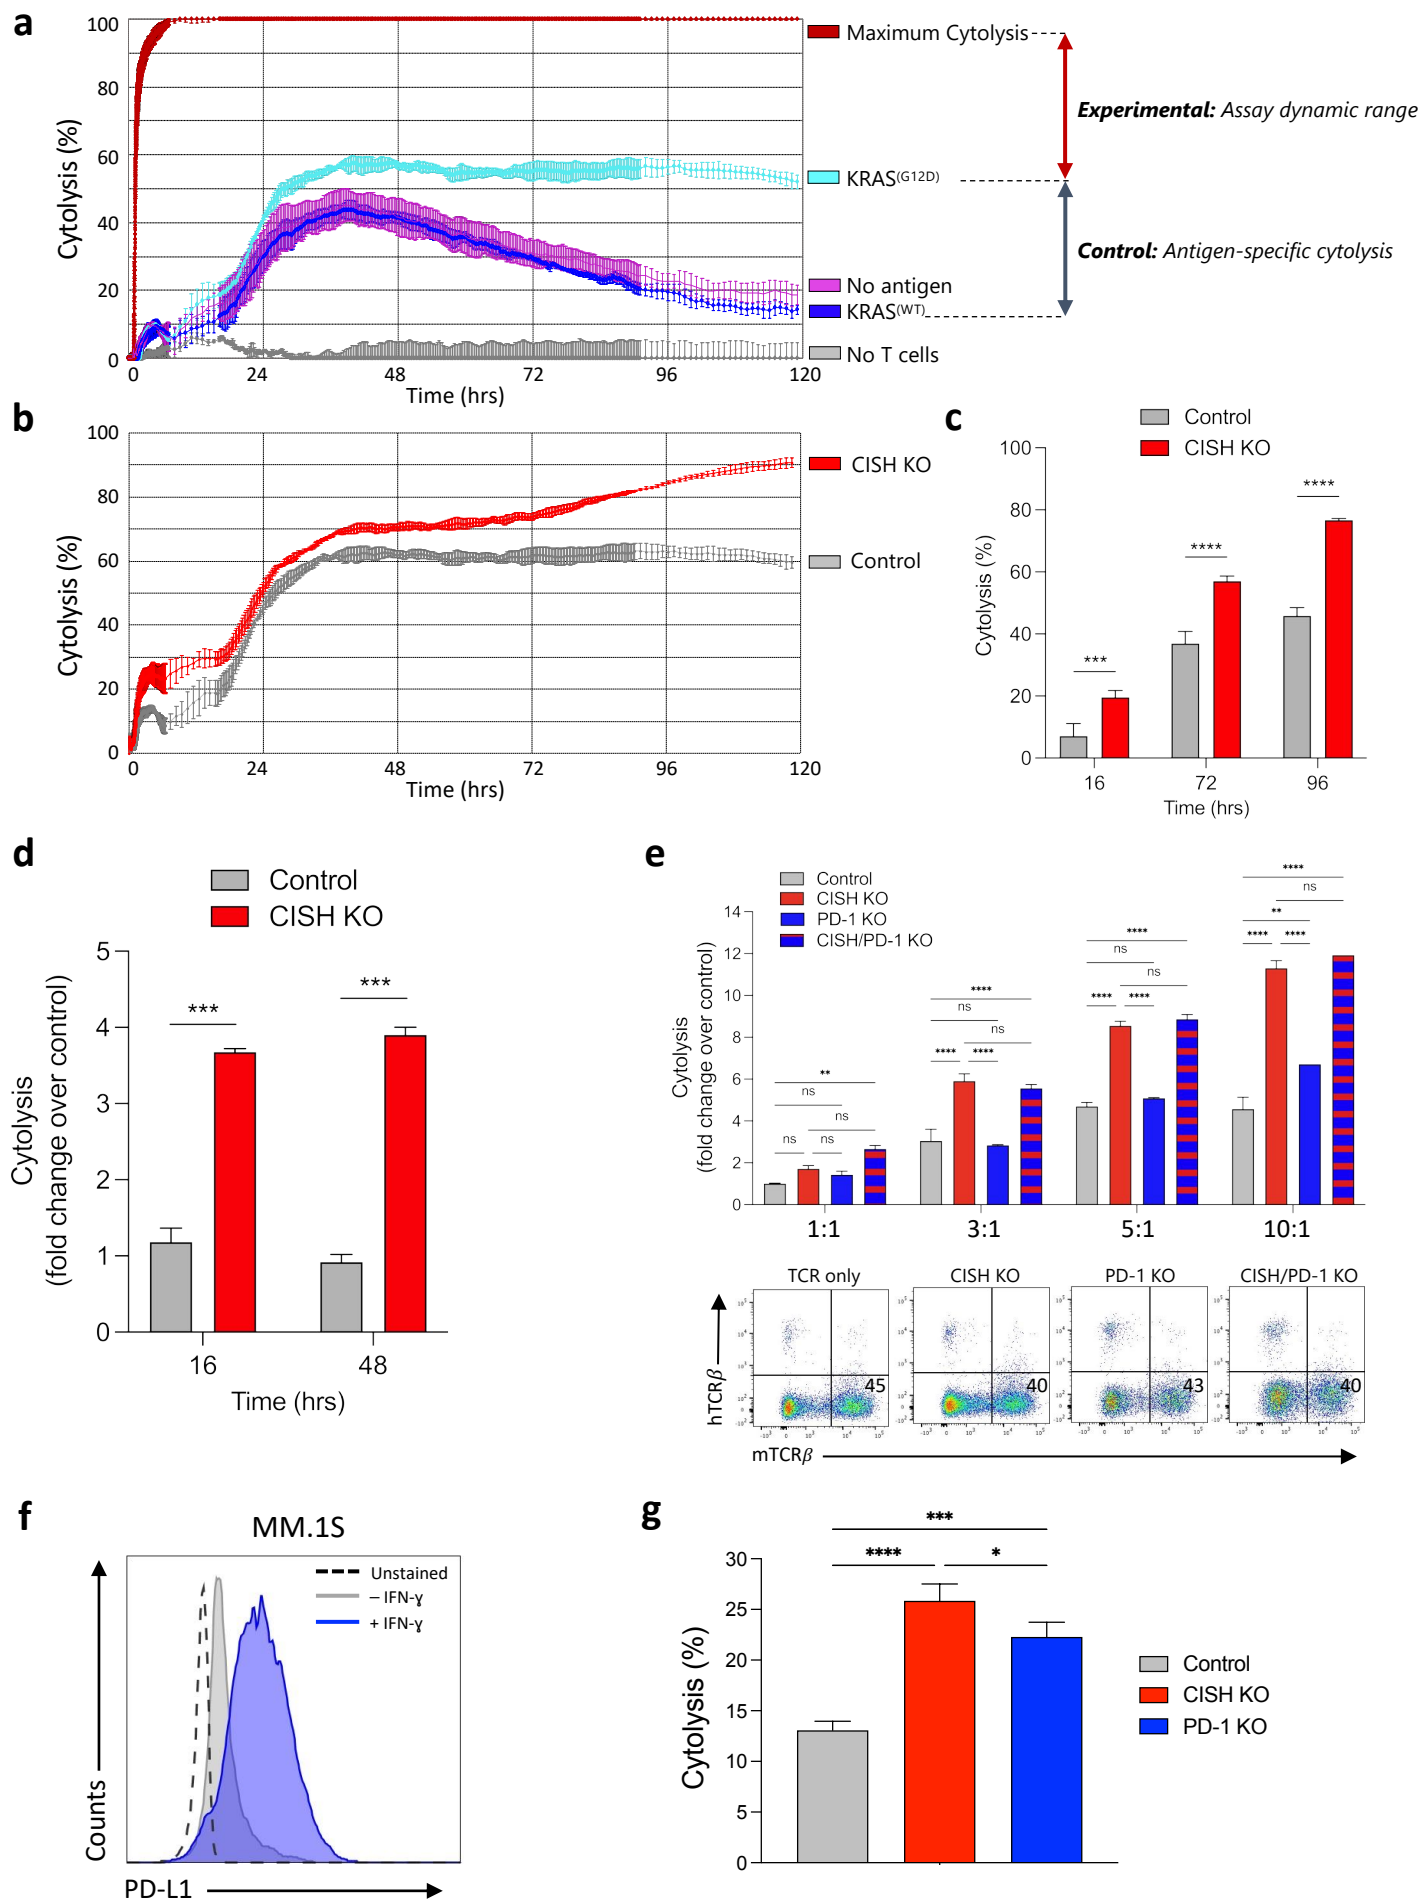 a
100
80
60
40
20
0
Cytolysis (%)
0 24 48 72 96 120
Time (hrs)
Maximum Cytolysis
KRAS(G12D)
No antigen
KRAS(WT)
No T cells
Experimental: Assay dynamic range
Control: Antigen-specific cytolysis
b
100
80
60
40
20
0
Cytolysis (%)
0 24 48 72 96 120
Time (hrs)
CISH KO
Control
c
Control
CISH KO
100
80
60
40
20
0
Cytolysis (%)
*** **** ****
16 72 96
Time (hrs)
d
Control
CISH KO
5
4
3
2
1
0
Cytolysis
(fold change over control)
*** ***
16 48
Time (hrs)
e
Control
CISH KO
PD-1 KO
CISH/PD-1 KO
14
12
10
8
6
4
2
0
Cytolysis
(fold change over control)
**
ns
ns
ns ns
****
ns
ns
**** ****
****
ns
ns
**** ****
****
ns
**
**** ****
1:1 3:1 5:1 10:1
TCR only CISH KO PD-1 KO CISH/PD-1 KO
45 40 43 40
hTCRβ
mTCRβ
f
MM.1S
Unstained
– IFN-γ
+ IFN-γ
Counts
PD-L1
g
***
**** *
30
25
20
15
10
5
0
Cytolysis (%)
Control
CISH KO
PD-1 KO